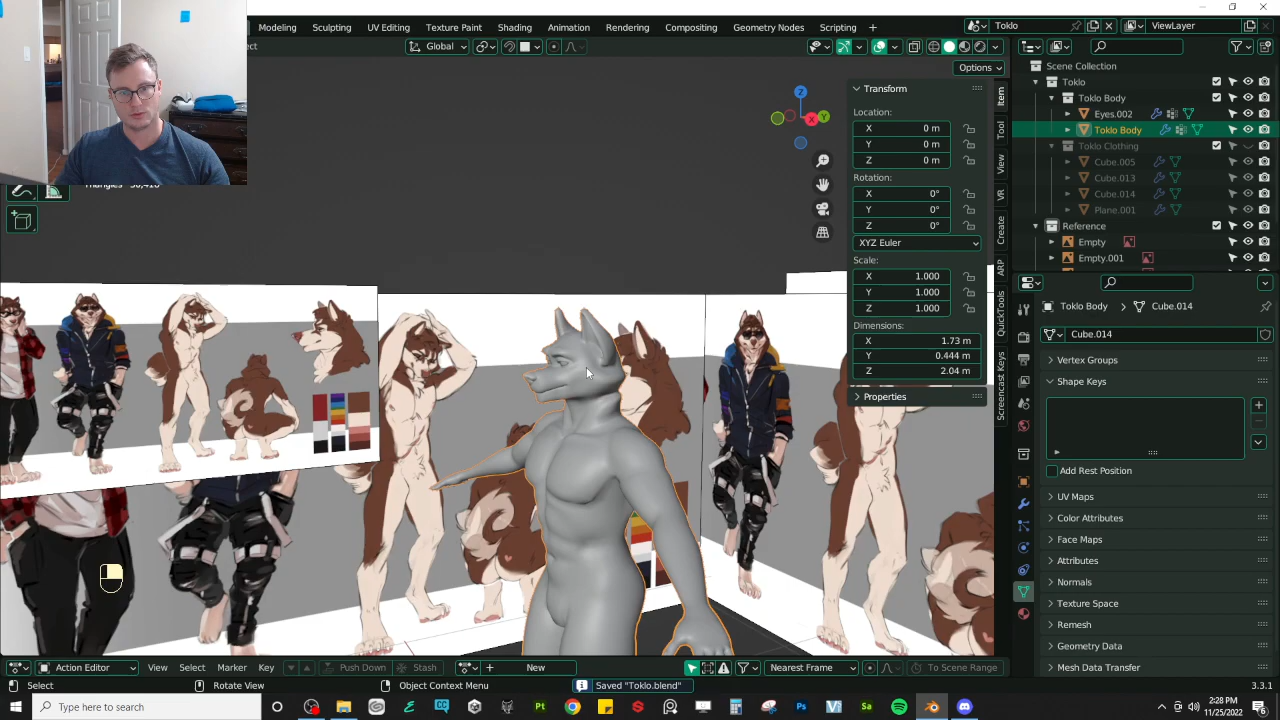 Modeling Sculpting UV Editing Texture Paint Shading Animation Rendering Compositing Geometry Nodes Scripting +
Toklo ViewLayer
Global
Options
Transform
Location:
X 0 m
Y 0 m
Z 0 m
Rotation:
X 0°
Y 0°
Z 0°
XYZ Euler
Scale:
X 1.000
Y 1.000
Z 1.000
Dimensions:
X 1.73 m
Y 0.444 m
Z 2.04 m
Properties
Item
Tool
View
VR
Create
ARP
QuickTools
Screencast Keys
Z
Y
X
Scene Collection
Toklo
Toklo Body
Eyes.002
Toklo Body
Toklo Clothing
Cube.005
Cube.013
Cube.014
Plane.001
Reference
Empty
Empty.001
Toklo Body Cube.014
Cube.014
Vertex Groups
Shape Keys
Add Rest Position
UV Maps
Color Attributes
Face Maps
Attributes
Normals
Texture Space
Remesh
Geometry Data
Mesh Data Transfer
Action Editor View Select Marker Key Push Down Stash New Nearest Frame To Scene Range
Select Rotate View Object Context Menu Saved "Toklo.blend" 3.3.1
Type here to search
2:28 PM
11/25/2022